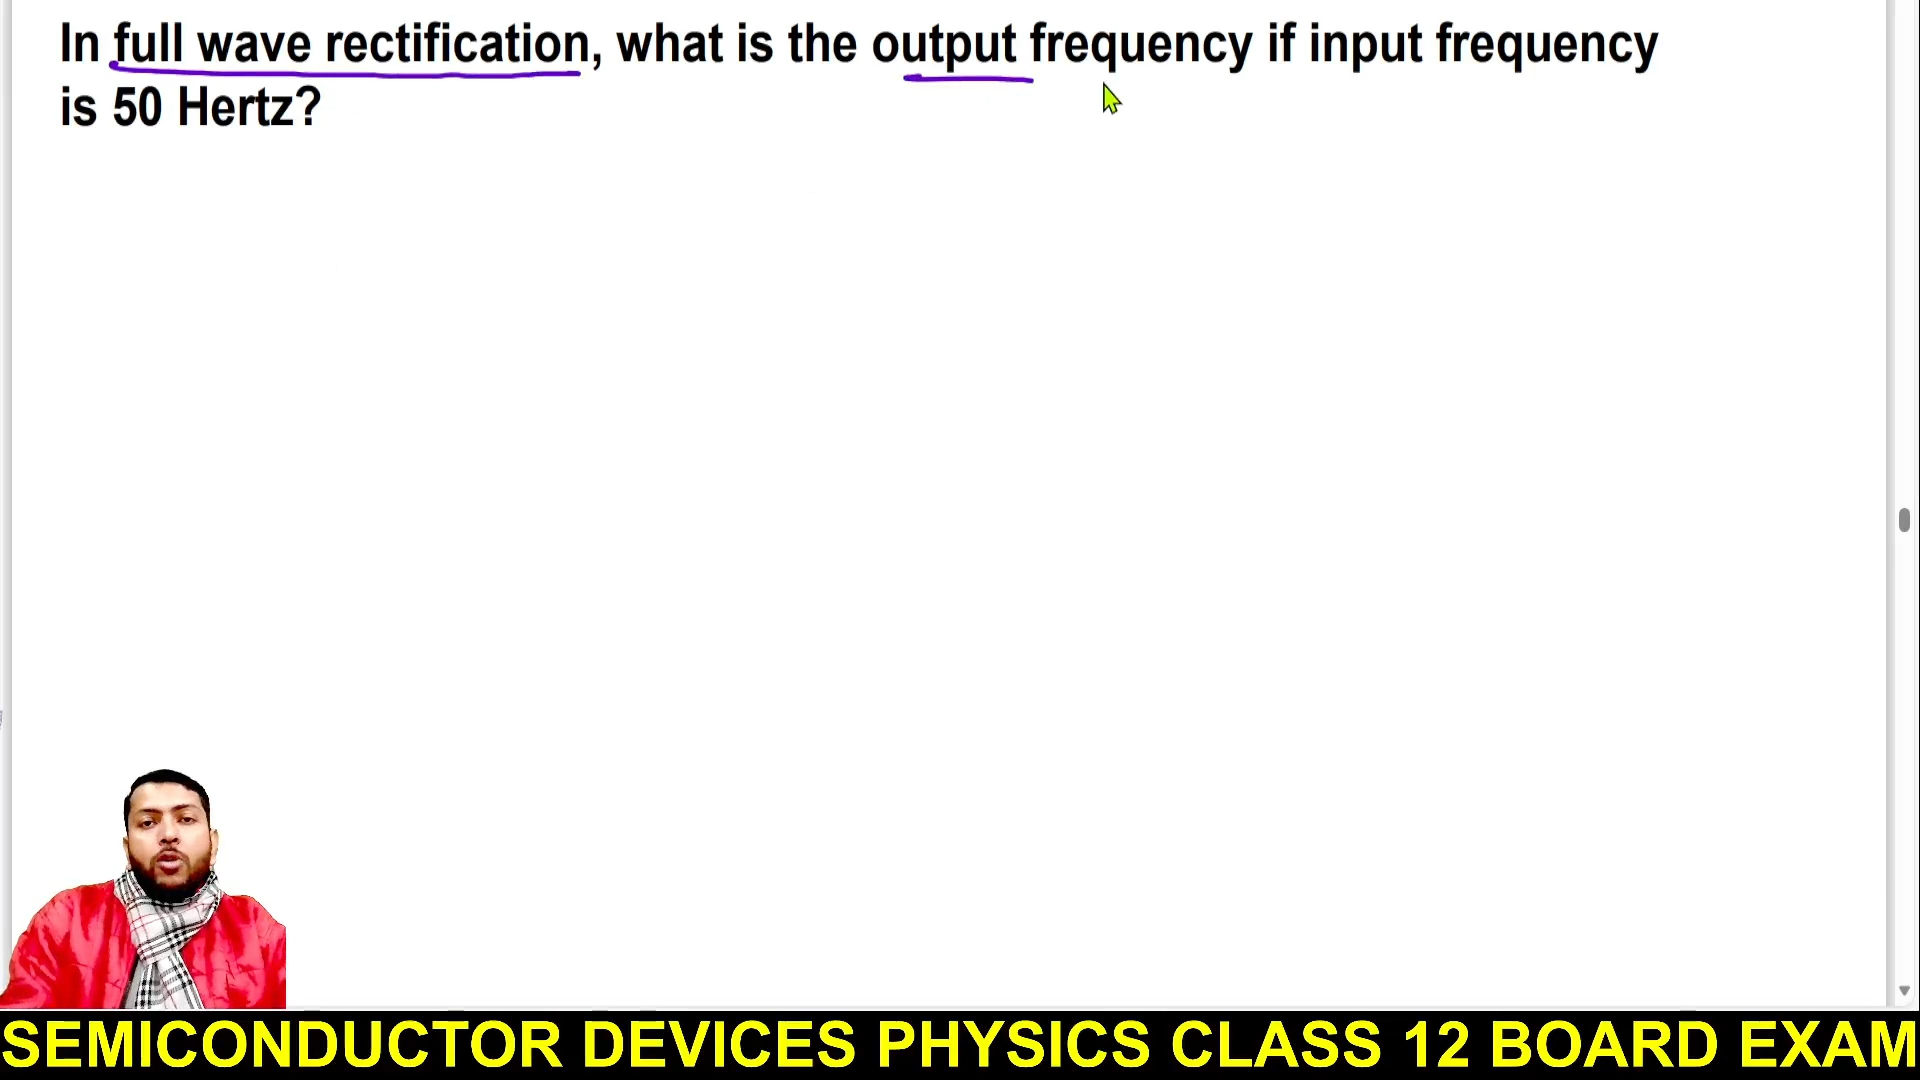 In full wave rectification, what is the output frequency if input frequency
is 50 Hertz?
SEMICONDUCTOR DEVICES PHYSICS CLASS 12 BOARD EXAM